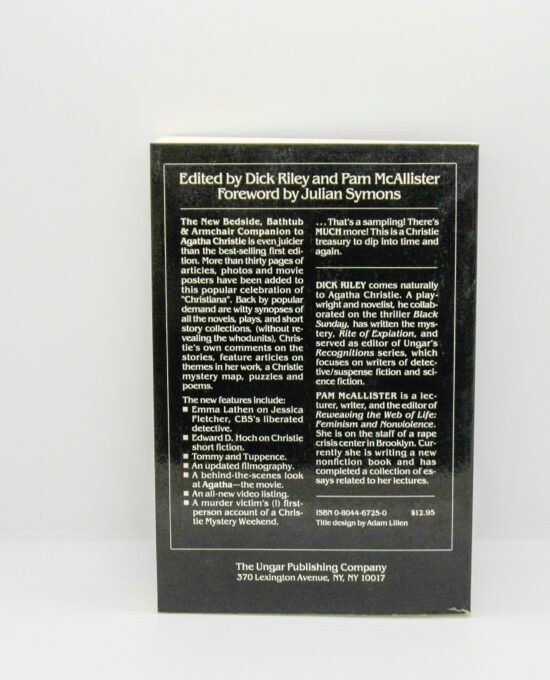 Edited by Dick Riley and Pam McAllister
Foreword by Julian Symons
The New Bedside, Bathtub
& Armchair Companion to
Agatha Christie is even juicier
than the best-selling first edi-
tion. More than thirty pages of
articles, photos and movie
posters have been added to
this popular celebration of
"Christiana". Back by popular
demand are witty synopses of
all the novels, plays, and short
story collections, (without re-
vealing the whodunits), Chris-
tie's own comments on the
stories, feature articles on
themes in her work, a Christie
mystery map, puzzles and
poems.
The new features include:
■ Emma Lathen on Jessica
Fletcher, CBS's liberated
detective.
■ Edward D. Hoch on Christie
short fiction.
■ Tommy and Tuppence.
■ An updated filmography.
■ A behind-the-scenes look
at Agatha—the movie.
■ An all-new video listing.
■ A murder victim's (!) first-
person account of a Chris-
tie Mystery Weekend.
...That's a sampling! There's
MUCH more! This is a Christie
treasury to dip into time and
again.
DICK RILEY comes naturally
to Agatha Christie. A play-
wright and novelist, he collab-
orated on the thriller Black
Sunday, has written the mys-
tery, Rite of Expiation, and
served as editor of Ungar's
Recognitions series, which
focuses on writers of detec-
tive/suspense fiction and sci-
ence fiction.
PAM McALLISTER is a lec-
turer, writer, and the editor of
Reweaving the Web of Life:
Feminism and Nonviolence.
She is on the staff of a rape
crisis center in Brooklyn. Cur-
rently she is writing a new
nonfiction book and has
completed a collection of es-
says related to her lectures.
ISBN 0-8044-6725-0 $12.95
Title design by Adam Lilien
The Ungar Publishing Company
370 Lexington Avenue, NY, NY 10017